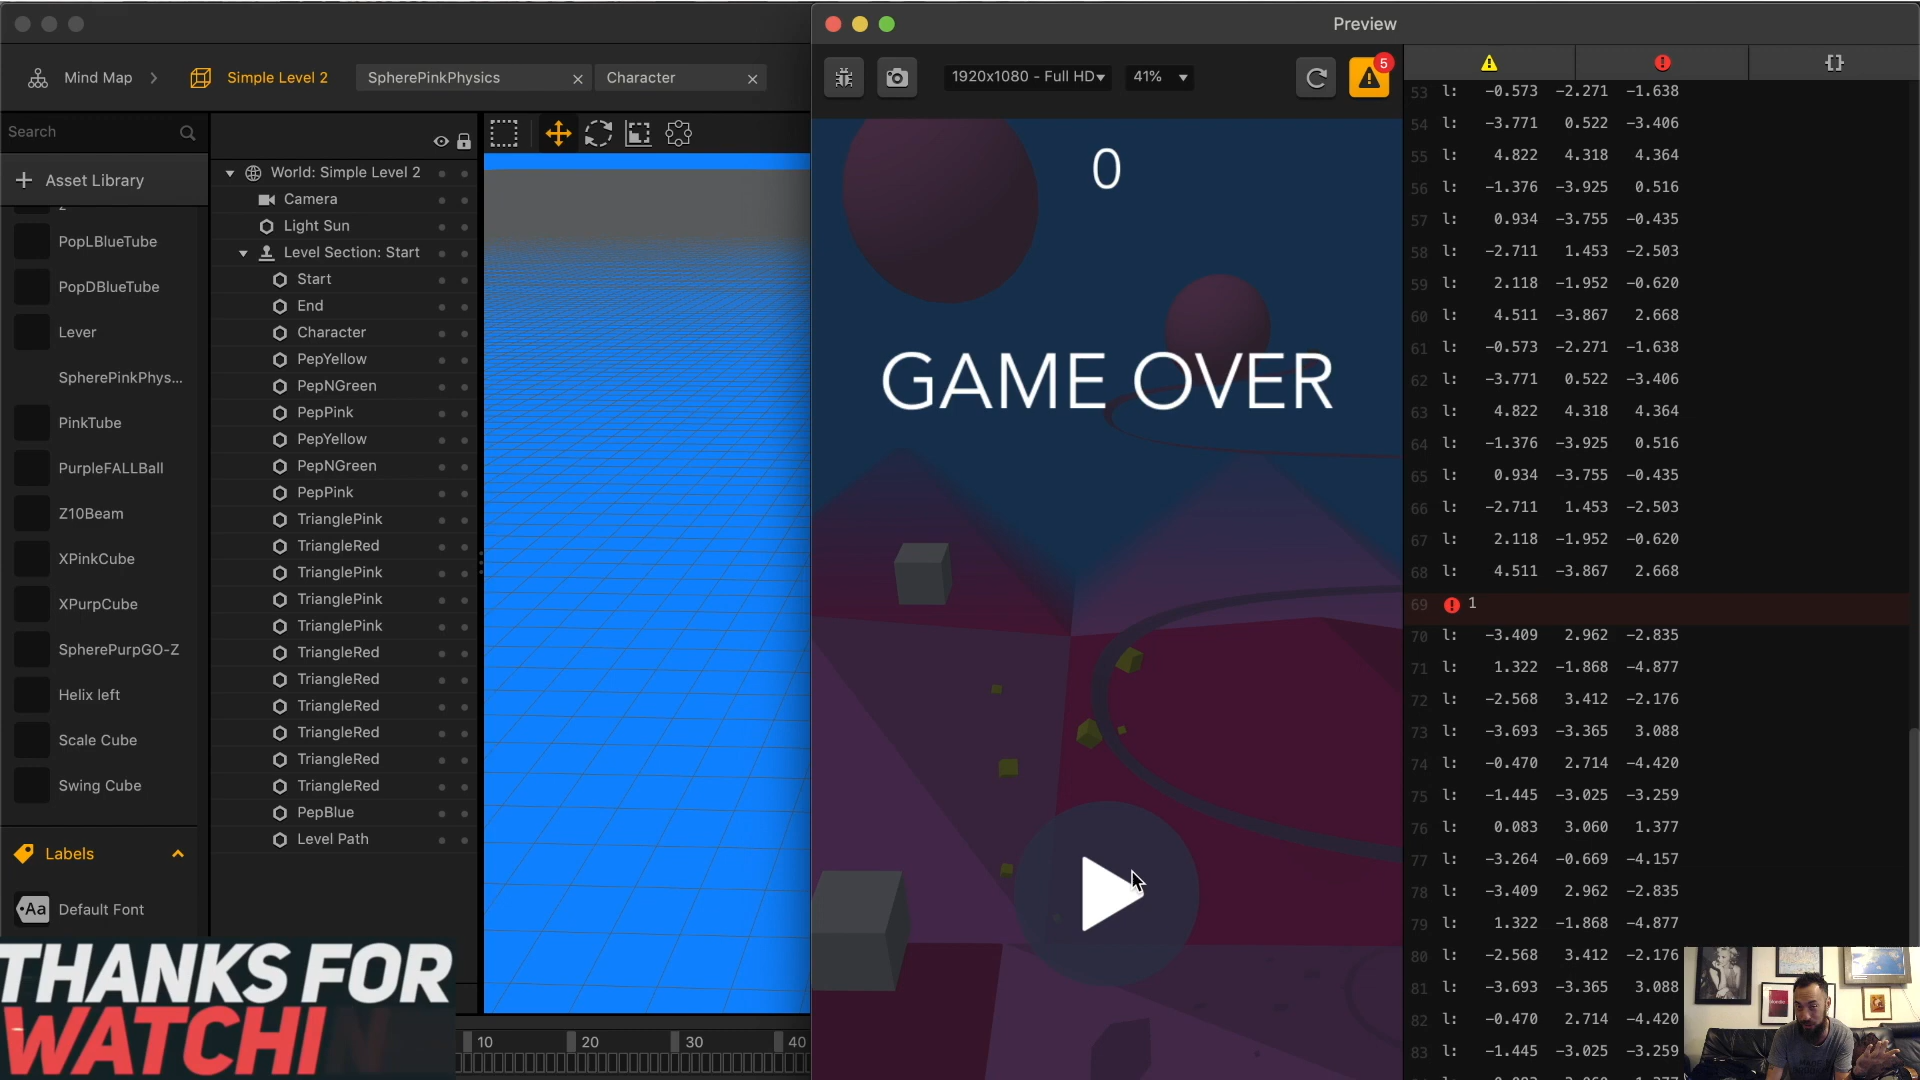 Preview
Mind Map
Simple Level 2
SpherePinkPhysics
Character
1920x1080 - Full HD
41%
5
Search
Asset Library
PopLBlueTube
PopDBlueTube
Lever
SpherePinkPhys...
PinkTube
PurpleFALLBall
Z10Beam
XPinkCube
XPurpCube
SpherePurpGO-Z
Helix left
Scale Cube
Swing Cube
Labels
Aa Default Font
World: Simple Level 2
Camera
Light Sun
Level Section: Start
Start
End
Character
PepYellow
PepNGreen
PepPink
PepYellow
PepNGreen
PepPink
TrianglePink
TriangleRed
TrianglePink
TrianglePink
TrianglePink
TriangleRed
TriangleRed
TriangleRed
TriangleRed
TriangleRed
TriangleRed
PepBlue
Level Path
10 20 30 40
0
GAME OVER
{}
53 l: -0.573 -2.271 -1.638
54 l: -3.771 0.522 -3.406
55 l: 4.822 4.318 4.364
56 l: -1.376 -3.925 0.516
57 l: 0.934 -3.755 -0.435
58 l: -2.711 1.453 -2.503
59 l: 2.118 -1.952 -0.620
60 l: 4.511 -3.867 2.668
61 l: -0.573 -2.271 -1.638
62 l: -3.771 0.522 -3.406
63 l: 4.822 4.318 4.364
64 l: -1.376 -3.925 0.516
65 l: 0.934 -3.755 -0.435
66 l: -2.711 1.453 -2.503
67 l: 2.118 -1.952 -0.620
68 l: 4.511 -3.867 2.668
69 1
70 l: -3.409 2.962 -2.835
71 l: 1.322 -1.868 -4.877
72 l: -2.568 3.412 -2.176
73 l: -3.693 -3.365 3.088
74 l: -0.470 2.714 -4.420
75 l: -1.445 -3.025 -3.259
76 l: 0.083 3.060 1.377
77 l: -3.264 -0.669 -4.157
78 l: -3.409 2.962 -2.835
79 l: 1.322 -1.868 -4.877
80 l: -2.568 3.412 -2.176
81 l: -3.693 -3.365 3.088
82 l: -0.470 2.714 -4.420
83 l: -1.445 -3.025 -3.259
THANKS FOR
WATCHIN